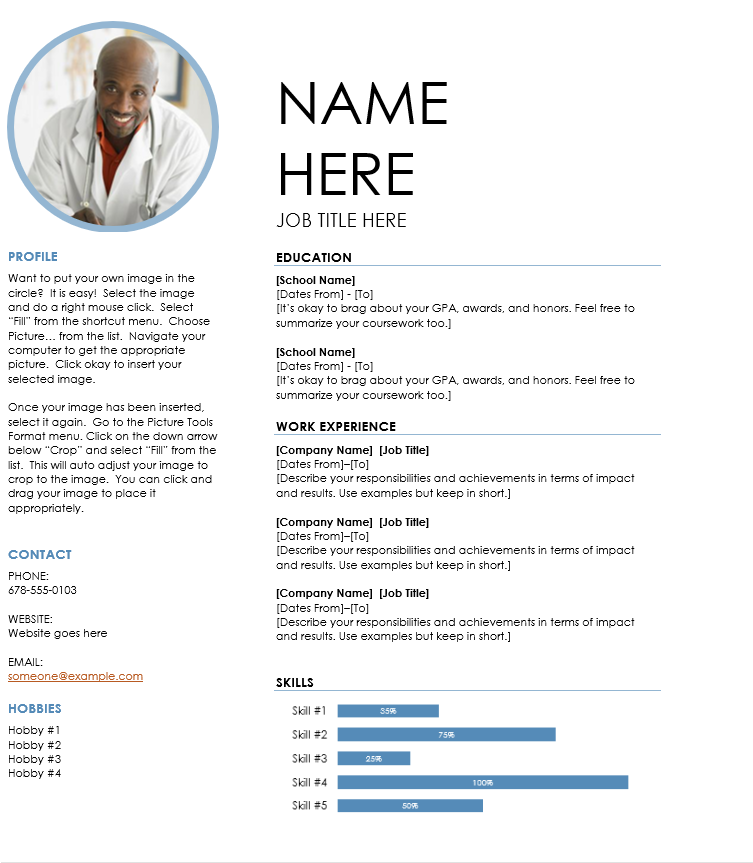 NAME
HERE
JOB TITLE HERE
PROFILE
Want to put your own image in the
circle?  It is easy!  Select the image
and do a right mouse click.  Select
“Fill” from the shortcut menu.  Choose
Picture… from the list.  Navigate your
computer to get the appropriate
picture.  Click okay to insert your
selected image.
Once your image has been inserted,
select it again.  Go to the Picture Tools
Format menu. Click on the down arrow
below “Crop” and select “Fill” from the
list.  This will auto adjust your image to
crop to the image.  You can click and
drag your image to place it
appropriately.
CONTACT
PHONE:
678-555-0103
WEBSITE:
Website goes here
EMAIL:
someone@example.com
HOBBIES
Hobby #1
Hobby #2
Hobby #3
Hobby #4
EDUCATION
[School Name]
[Dates From] - [To]
[It’s okay to brag about your GPA, awards, and honors. Feel free to
summarize your coursework too.]
[School Name]
[Dates From] - [To]
[It’s okay to brag about your GPA, awards, and honors. Feel free to
summarize your coursework too.]
WORK EXPERIENCE
[Company Name]  [Job Title]
[Dates From]–[To]
[Describe your responsibilities and achievements in terms of impact
and results. Use examples but keep in short.]
[Company Name]  [Job Title]
[Dates From]–[To]
[Describe your responsibilities and achievements in terms of impact
and results. Use examples but keep in short.]
[Company Name]  [Job Title]
[Dates From]–[To]
[Describe your responsibilities and achievements in terms of impact
and results. Use examples but keep in short.]
SKILLS
Skill #1 35%
Skill #2 75%
Skill #3 25%
Skill #4 100%
Skill #5 50%